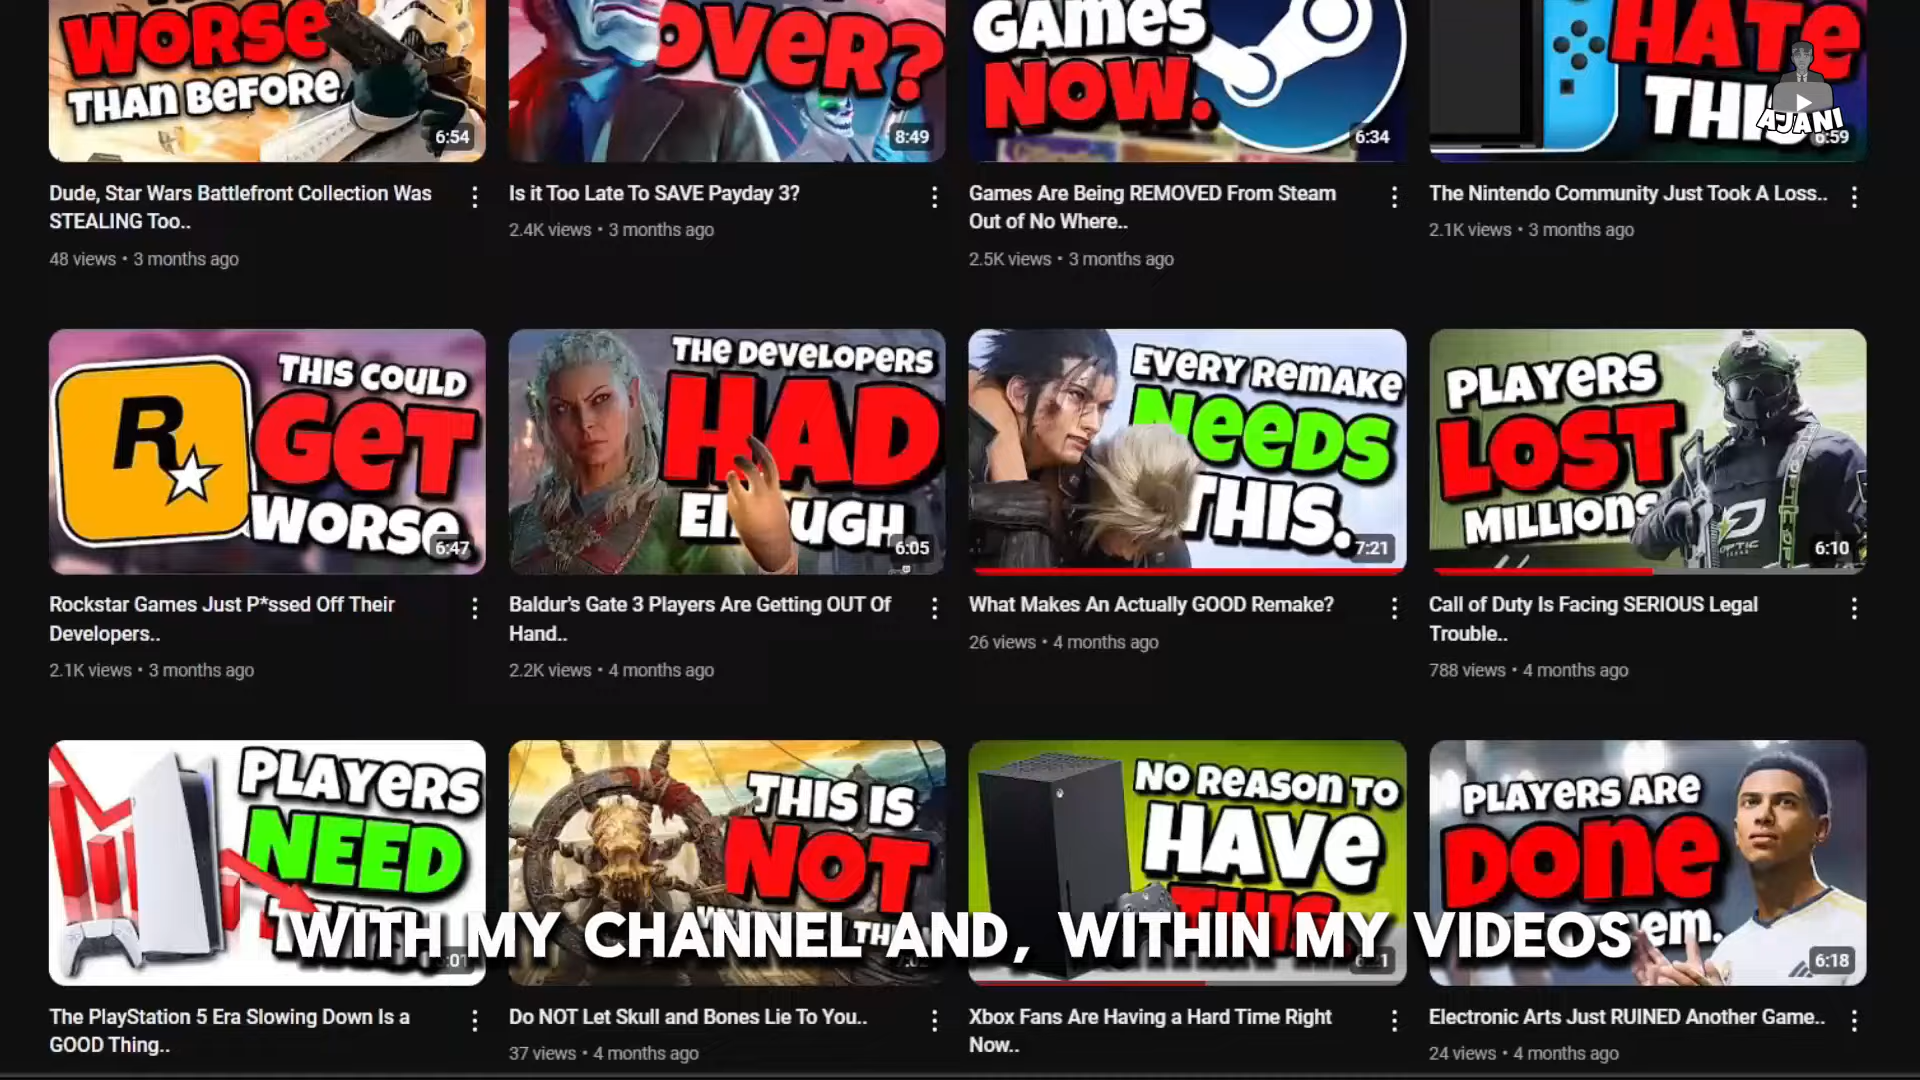 WORSE
THAN BEFORE
6:54
OVER?
8:49
GAMES
NOW.
6:34
HATE
THIS
AJANI
6:59
Dude, Star Wars Battlefront Collection Was
STEALING Too..
48 views • 3 months ago
Is it Too Late To SAVE Payday 3?
2.4K views • 3 months ago
Games Are Being REMOVED From Steam
Out of No Where..
2.5K views • 3 months ago
The Nintendo Community Just Took A Loss..
2.1K views • 3 months ago
R
THIS COULD
GET
WORSE
6:47
THE DEVELOPERS
HAD
ENOUGH
6:05
EVERY REMAKE
NEEDS
THIS.
7:21
PLAYERS
LOST
MILLIONS
OPTIC
6:10
Rockstar Games Just P*ssed Off Their
Developers..
2.1K views • 3 months ago
Baldur's Gate 3 Players Are Getting OUT Of
Hand..
2.2K views • 4 months ago
What Makes An Actually GOOD Remake?
26 views • 4 months ago
Call of Duty Is Facing SERIOUS Legal
Trouble..
788 views • 4 months ago
PLAYERS
NEED
THIS IS
NOT
NO REASON TO
HAVE
THIS.
PLAYERS ARE
DONE
6:18
WITH MY CHANNEL AND, WITHIN MY VIDEOS
The PlayStation 5 Era Slowing Down Is a
GOOD Thing..
Do NOT Let Skull and Bones Lie To You..
37 views • 4 months ago
Xbox Fans Are Having a Hard Time Right
Now..
Electronic Arts Just RUINED Another Game..
24 views • 4 months ago